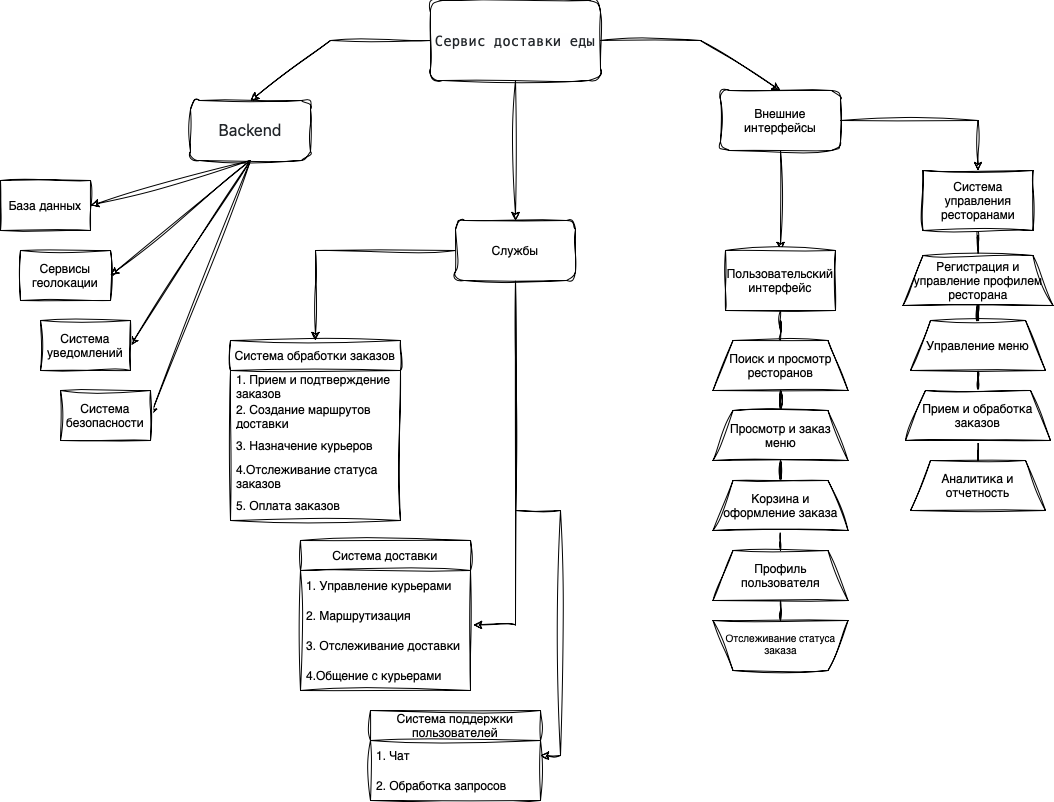 Сервис доставки еды
Backend
База данных
Сервисы
геолокации
Система
уведомлений
Система
безопасности
Службы
Система обработки заказов
1. Прием и подтверждение
заказов
2. Создание маршрутов
доставки
3. Назначение курьеров
4.Отслеживание статуса
заказов
5. Оплата заказов
Система доставки
1. Управление курьерами
2. Маршрутизация
3. Отслеживание доставки
4.Общение с курьерами
Система поддержки
пользователей
1. Чат
2. Обработка запросов
Внешние
интерфейсы
Пользовательский
интерфейс
Поиск и просмотр
ресторанов
Просмотр и заказ
меню
Корзина и
оформление заказа
Профиль
пользователя
Отслеживание статуса
заказа
Система
управления
ресторанами
Регистрация и
управление профилем
ресторана
Управление меню
Прием и обработка
заказов
Аналитика и
отчетность